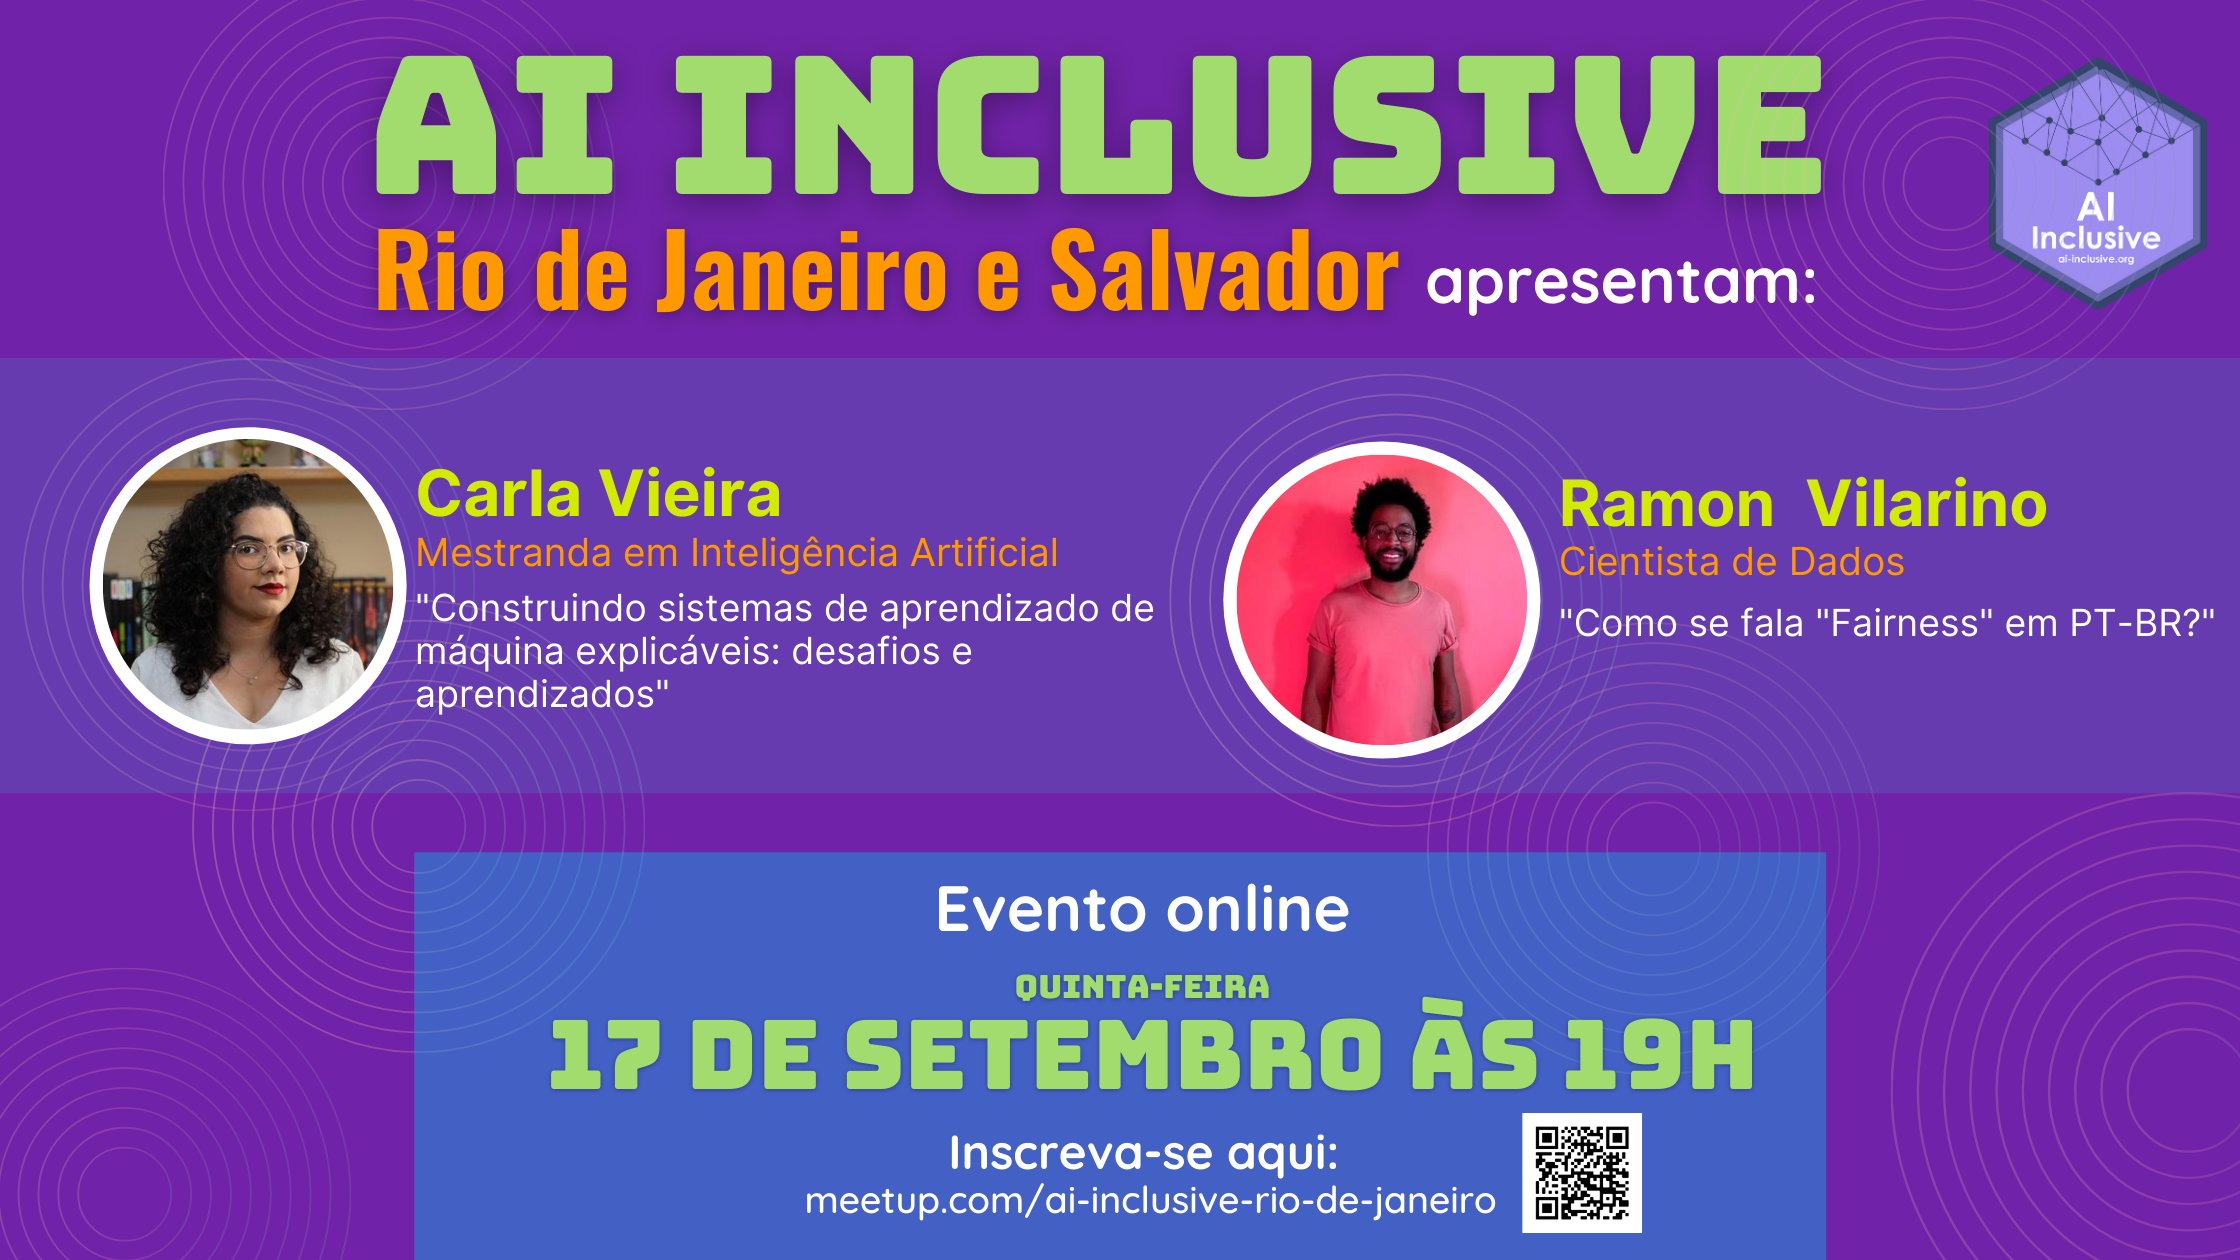 AI INCLUSIVE
Rio de Janeiro e Salvador apresentam:
AI
Inclusive
ai-inclusive.org
Carla Vieira
Mestranda em Inteligência Artificial
"Construindo sistemas de aprendizado de
máquina explicáveis: desafios e
aprendizados"
Ramon Vilarino
Cientista de Dados
"Como se fala "Fairness" em PT-BR?"
Evento online
QUINTA-FEIRA
17 DE SETEMBRO ÀS 19H
Inscreva-se aqui:
meetup.com/ai-inclusive-rio-de-janeiro